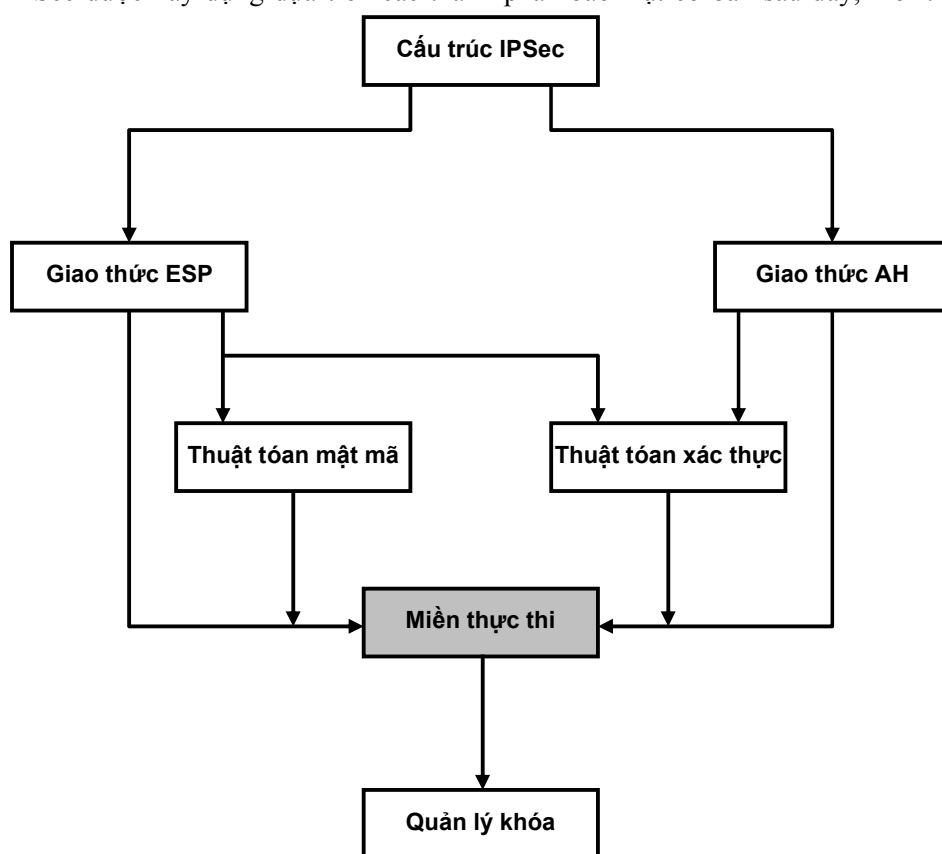 Cấu trúc IPSec
Giao thức ESP
Giao thức AH
Thuật tóan mật mã
Thuật tóan xác thực
Miền thực thi
Quản lý khóa